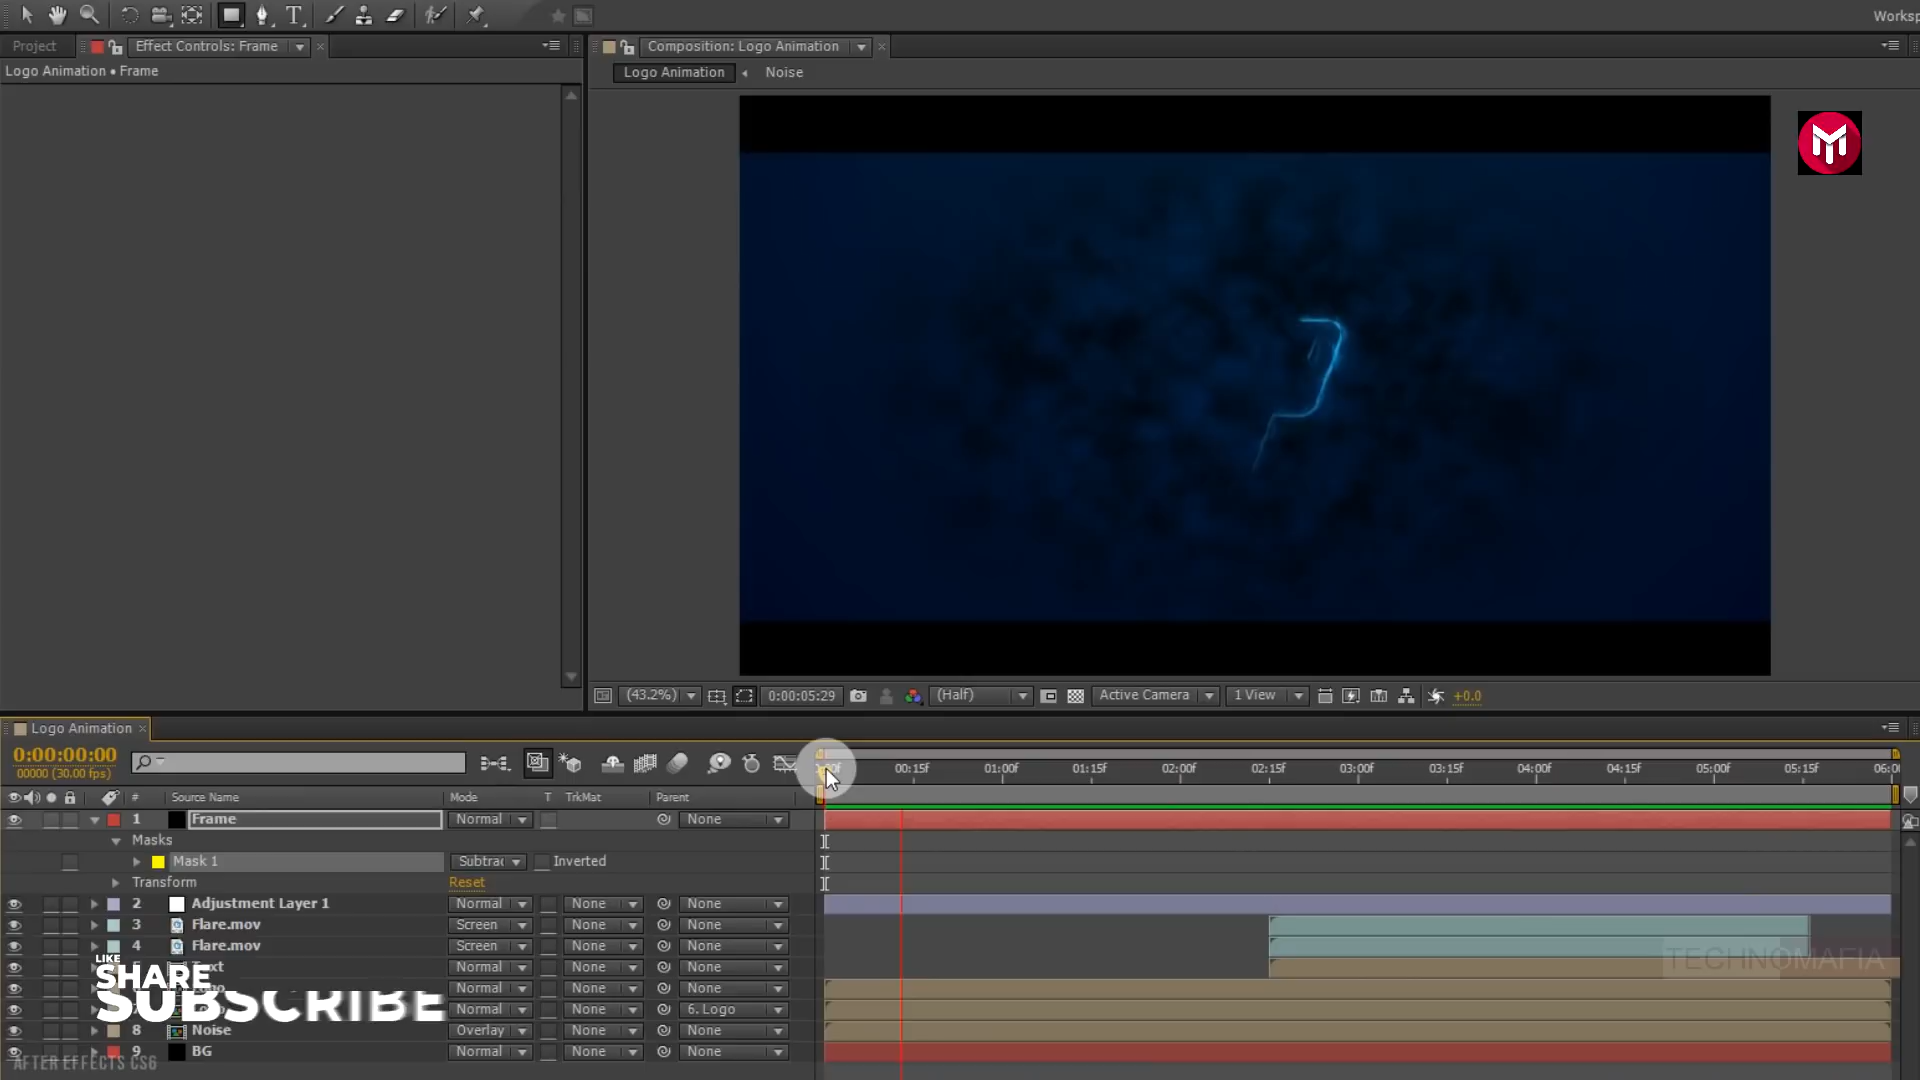 Works
Project
Effect Controls: Frame
Composition: Logo Animation
Logo Animation • Frame
Logo Animation
Noise
(43.2%)
0:00:05:29
(Half)
Active Camera
1 View
+0.0
Logo Animation
0:00:00:00
00000 (30.00 fps)
00:15f 01:00f 01:15f 02:00f 02:15f 03:00f 03:15f 04:00f 04:15f 05:00f 05:15f 06:0
# Source Name Mode T TrkMat Parent
1 Frame Normal None
Masks
Mask 1 Subtrac Inverted
Transform Reset
2 Adjustment Layer 1 Normal None None
3 Flare.mov Screen None None
4 Flare.mov Screen None None
Text Normal None None
Normal None None
Normal None 6. Logo
8 Noise Overlay None None
9 BG Normal None None
LIKE
SHARE
SUBSCRIBE
AFTER EFFECTS CS6
TECHNOMAFIA